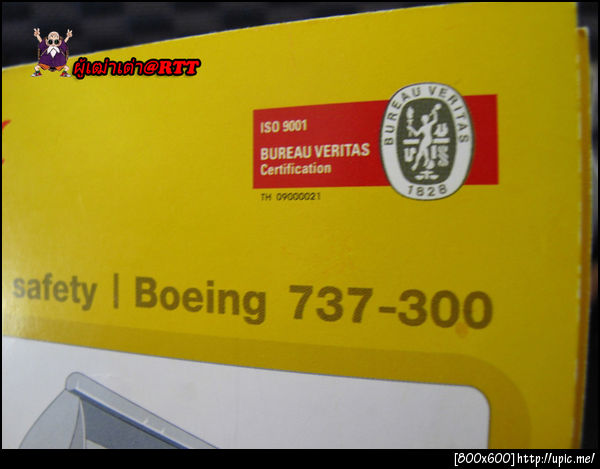 ผู้เฒ่าเต่า@RTT
ISO 9001
BUREAU VERITAS
Certification
TH 09000021
BUREAU VERITAS
1828
safety | Boeing 737-300
[800x600] http://upic.me/